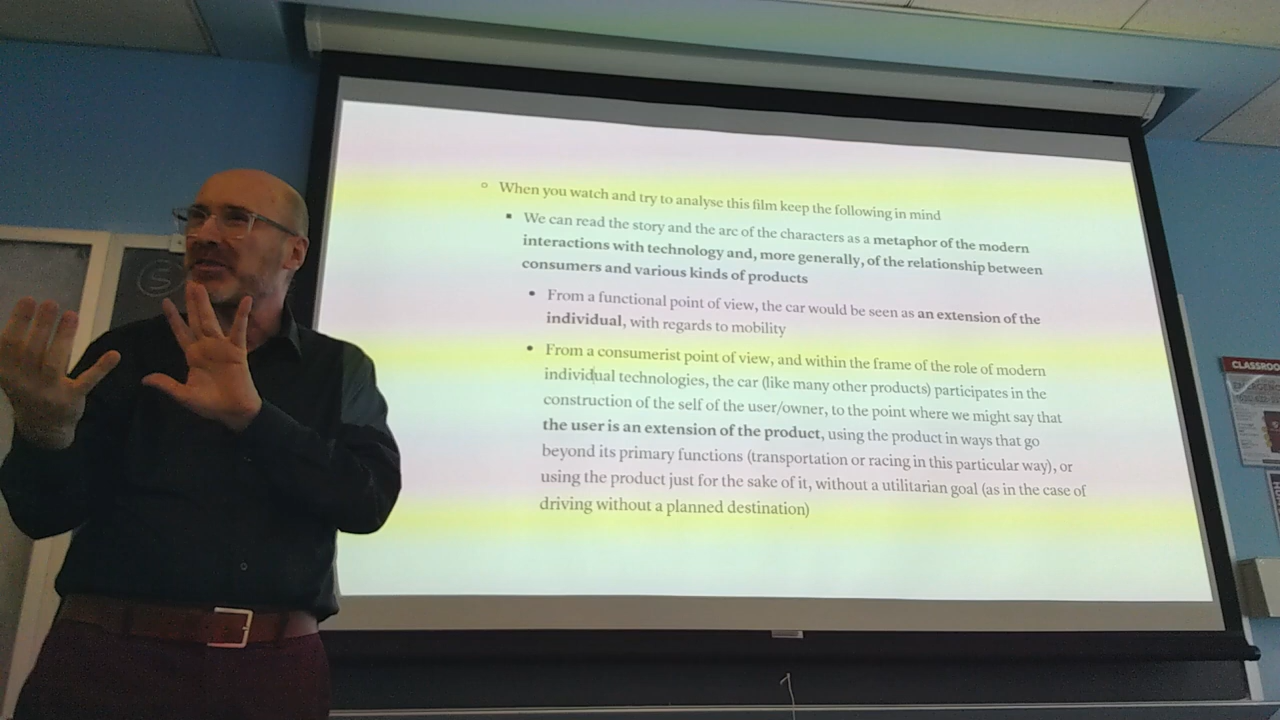 When you watch and try to analyse this film keep the following in mind
We can read the story and the arc of the characters as a metaphor of the modern
interactions with technology and, more generally, of the relationship between
consumers and various kinds of products
From a functional point of view, the car would be seen as an extension of the
individual, with regards to mobility
From a consumerist point of view, and within the frame of the role of modern
individual technologies, the car (like many other products) participates in the
construction of the self of the user/owner, to the point where we might say that
the user is an extension of the product, using the product in ways that go
beyond its primary functions (transportation or racing in this particular way), or
using the product just for the sake of it, without a utilitarian goal (as in the case of
driving without a planned destination)
S